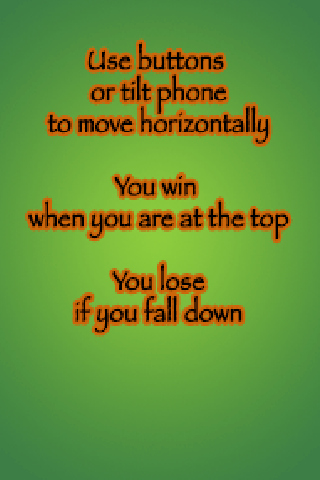 Use buttons
or tilt phone
to move horizontally
You win
when you are at the top
You lose
if you fall down